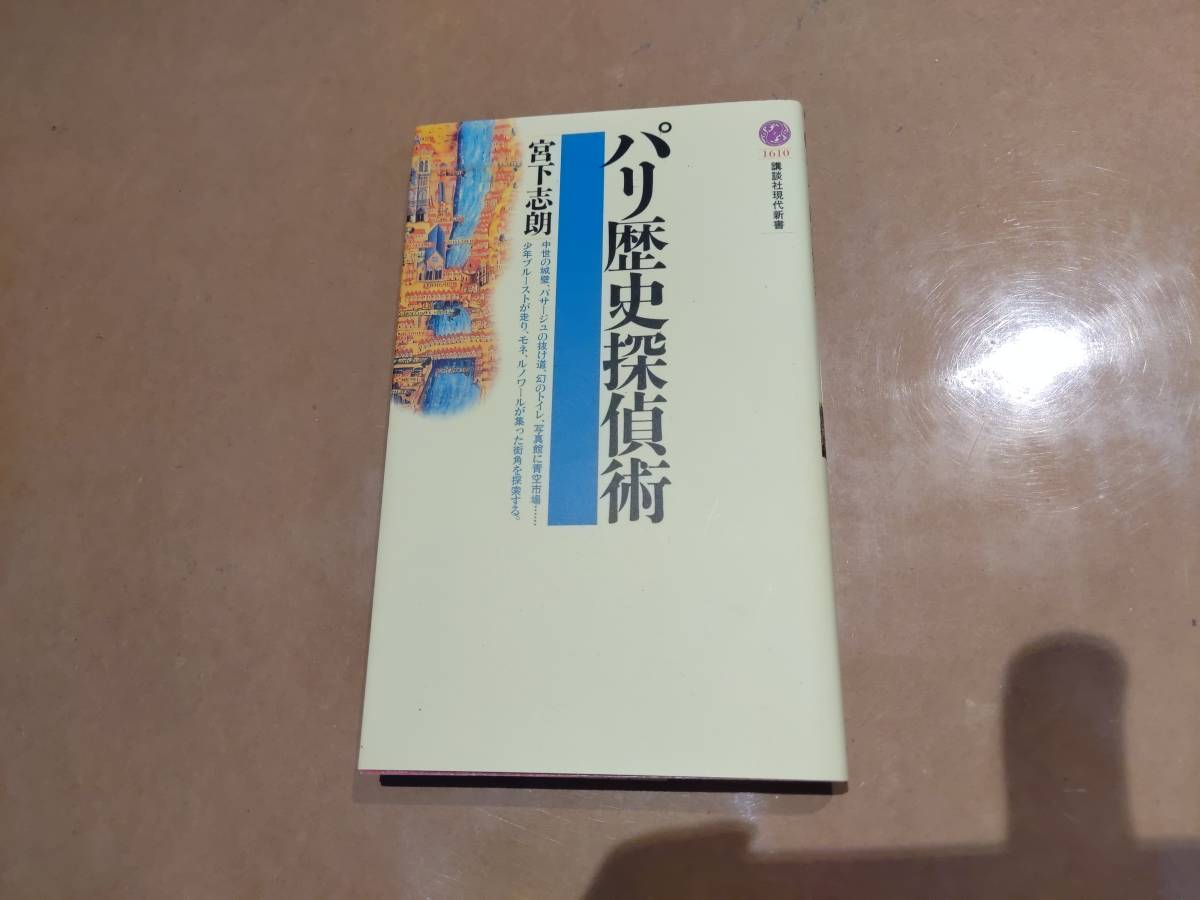 1610
講談社現代新書
パリ歴史探偵術
宮下志朗
中世の城壁、パサージュの抜け道、幻のトイレ、写真館に青空市場……
少年プルーストが走り、モネ、ルノワールが集った街角を探索する。